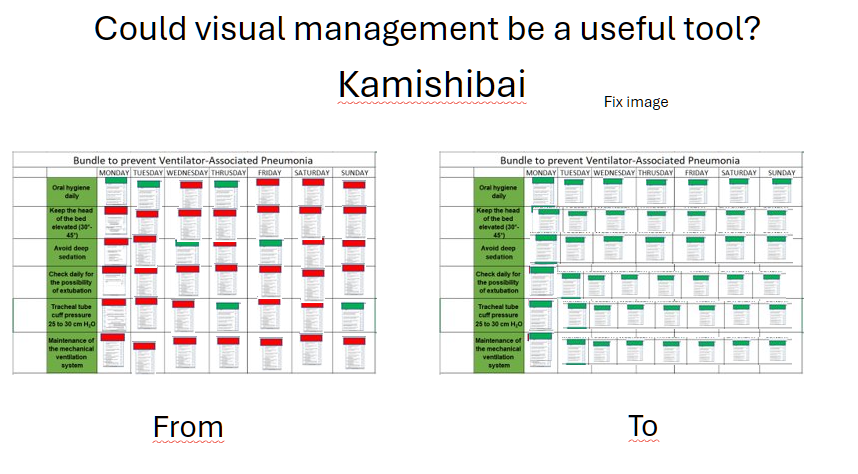 Could visual management be a useful tool?
Kamishibai
Fix image
Bundle to prevent Ventilator-Associated Pneumonia
MONDAY TUESDAY WEDNESDAY THRUSDAY FRIDAY SATURDAY SUNDAY
Oral hygiene
daily
Keep the head
of the bed
elevated (30°-
45°)
Avoid deep
sedation
Check daily for
the possibility
of extubation
Tracheal tube
cuff pressure
25 to 30 cm H₂O
Maintenance of
the mechanical
ventilation
system
From
Bundle to prevent Ventilator-Associated Pneumonia
MONDAY TUESDAY WEDNESDAY THRUSDAY FRIDAY SATURDAY SUNDAY
Oral hygiene
daily
Keep the head
of the bed
elevated (30°-
45°)
Avoid deep
sedation
Check daily for
the possibility
of extubation
Tracheal tube
cuff pressure
25 to 30 cm H₂O
Maintenance of
the mechanical
ventilation
system
To